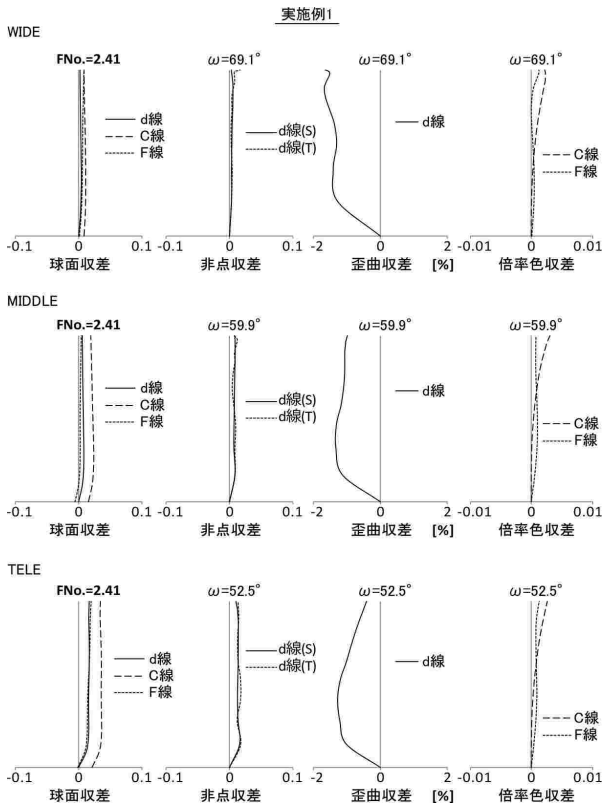 実施例1
WIDE
FNo.=2.41
ω=69.1°
ω=69.1°
ω=69.1°
d線
C線
F線
d線(S)
d線(T)
d線
C線
F線
-0.1 0 0.1
-0.1 0 0.1
-2 0 2
-0.01 0 0.01
球面収差
非点収差
歪曲収差 [%]
倍率色収差
MIDDLE
FNo.=2.41
ω=59.9°
ω=59.9°
ω=59.9°
d線
C線
F線
d線(S)
d線(T)
d線
C線
F線
-0.1 0 0.1
-0.1 0 0.1
-2 0 2
-0.01 0 0.01
球面収差
非点収差
歪曲収差 [%]
倍率色収差
TELE
FNo.=2.41
ω=52.5°
ω=52.5°
ω=52.5°
d線
C線
F線
d線(S)
d線(T)
d線
C線
F線
-0.1 0 0.1
-0.1 0 0.1
-2 0 2
-0.01 0 0.01
球面収差
非点収差
歪曲収差 [%]
倍率色収差